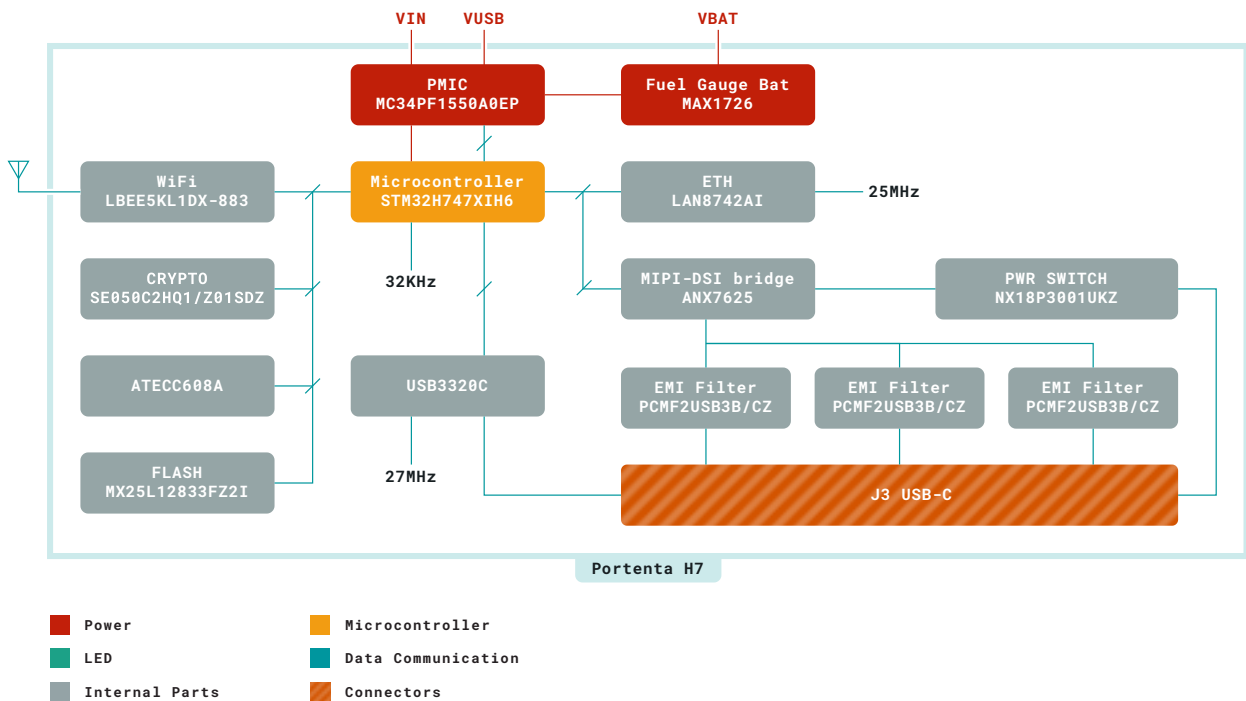 VIN
VUSB
VBAT
PMIC
MC34PF1550A0EP
Fuel Gauge Bat
MAX1726
WiFi
LBEE5KL1DX-883
Microcontroller
STM32H747XIH6
ETH
LAN8742AI
25MHz
CRYPTO
SE050C2HQ1/Z01SDZ
32KHz
MIPI-DSI bridge
ANX7625
PWR SWITCH
NX18P3001UKZ
ATECC608A
USB3320C
EMI Filter
PCMF2USB3B/CZ
EMI Filter
PCMF2USB3B/CZ
EMI Filter
PCMF2USB3B/CZ
FLASH
MX25L12833FZ2I
27MHz
J3 USB-C
Portenta H7
Power
Microcontroller
LED
Data Communication
Internal Parts
Connectors